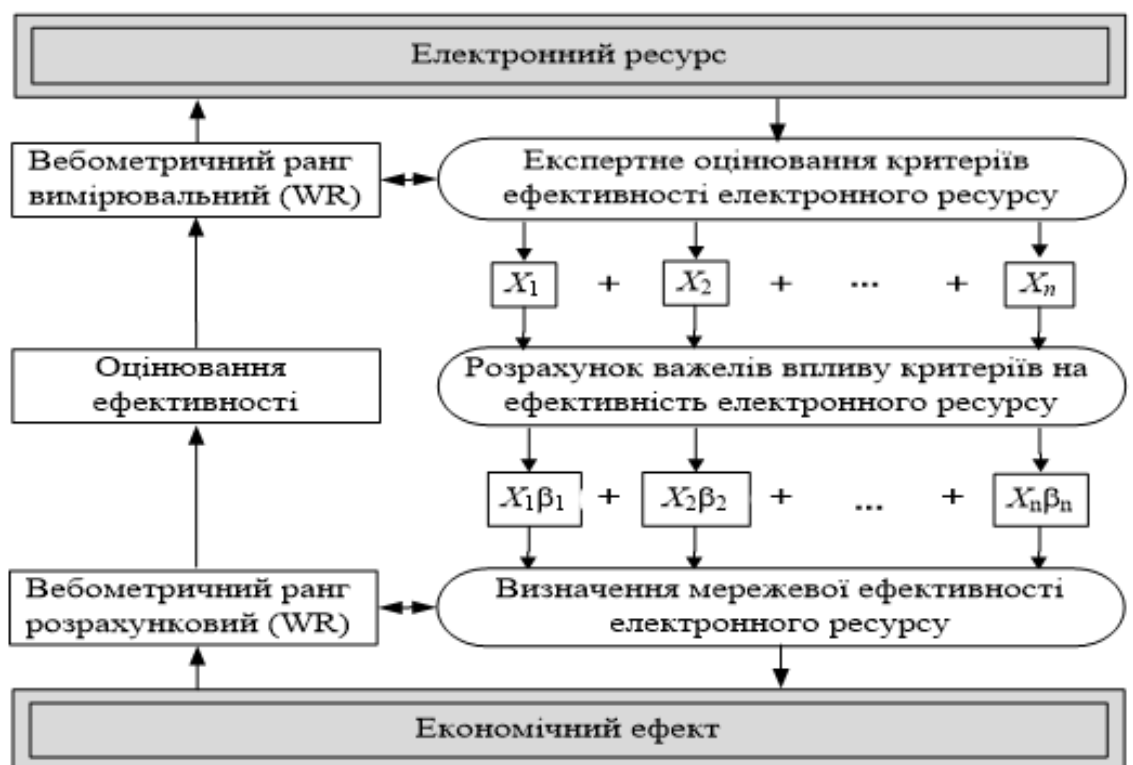 Електронний ресурс
Вебометричний ранг
вимірювальний (WR)
Експертне оцінювання критеріїв
ефективності електронного ресурсу
X₁ + X₂ + ... + Xₙ
Оцінювання
ефективності
Розрахунок важелів впливу критеріїв на
ефективність електронного ресурсу
X₁β₁ + X₂β₂ + ... + Xₙβₙ
Вебометричний ранг
розрахунковий (WR)
Визначення мережевої ефективності
електронного ресурсу
Економічний ефект